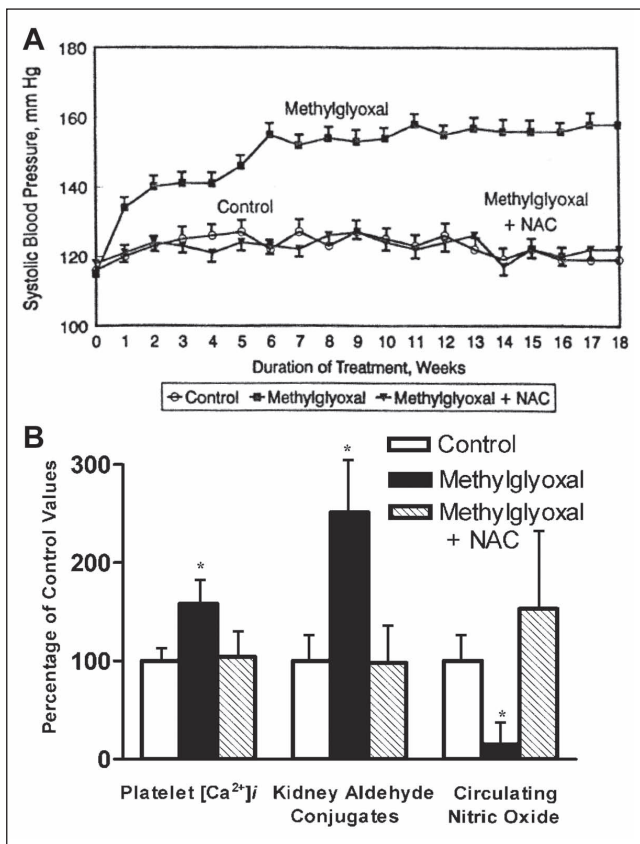 A
180
160
140
120
100
Systolic Blood Pressure, mm Hg
Methylglyoxal
Control
Methylglyoxal
+ NAC
0 1 2 3 4 5 6 7 8 9 10 11 12 13 14 15 16 17 18
Duration of Treatment, Weeks
Control Methylglyoxal Methylglyoxal + NAC
B
300
200
100
0
Percentage of Control Values
Control
Methylglyoxal
Methylglyoxal
+ NAC
*
*
*
Platelet [Ca²⁺]i
Kidney Aldehyde
Conjugates
Circulating
Nitric Oxide